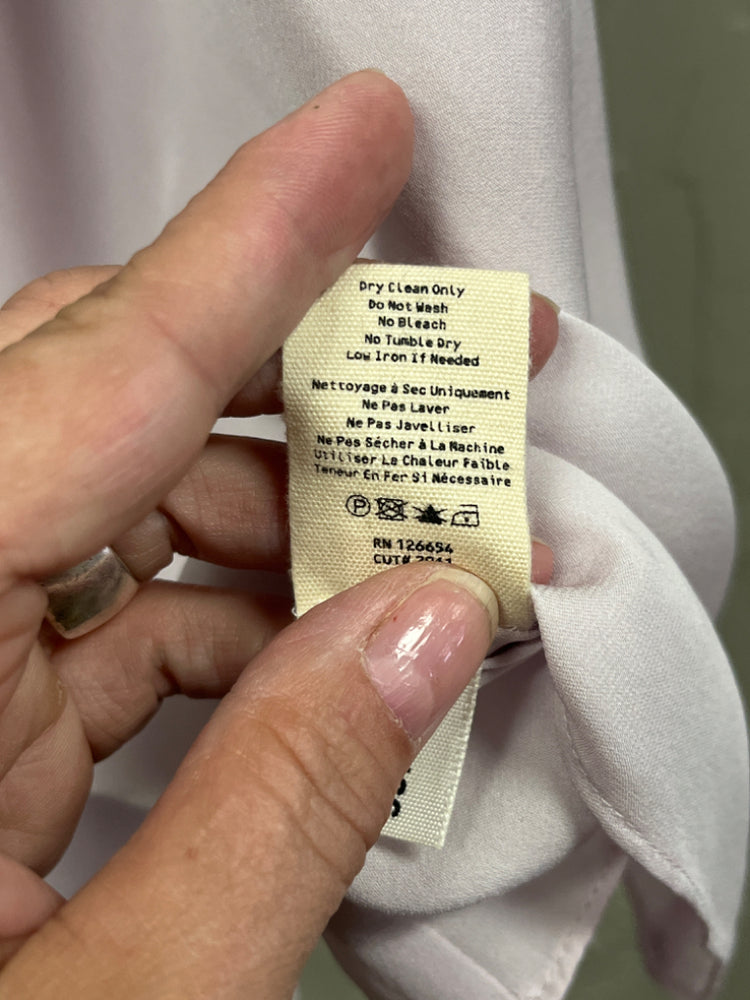 Dry Clean Only
Do Not Wash
No Bleach
No Tumble Dry
Low Iron If Needed
Nettoyage à Sec Uniquement
Ne Pas Laver
Ne Pas Javelliser
Ne Pas Sécher à La Machine
Utiliser La Chaleur Faible
Teneur En Fer Si Nécessaire
P
RN 126654
CUT#